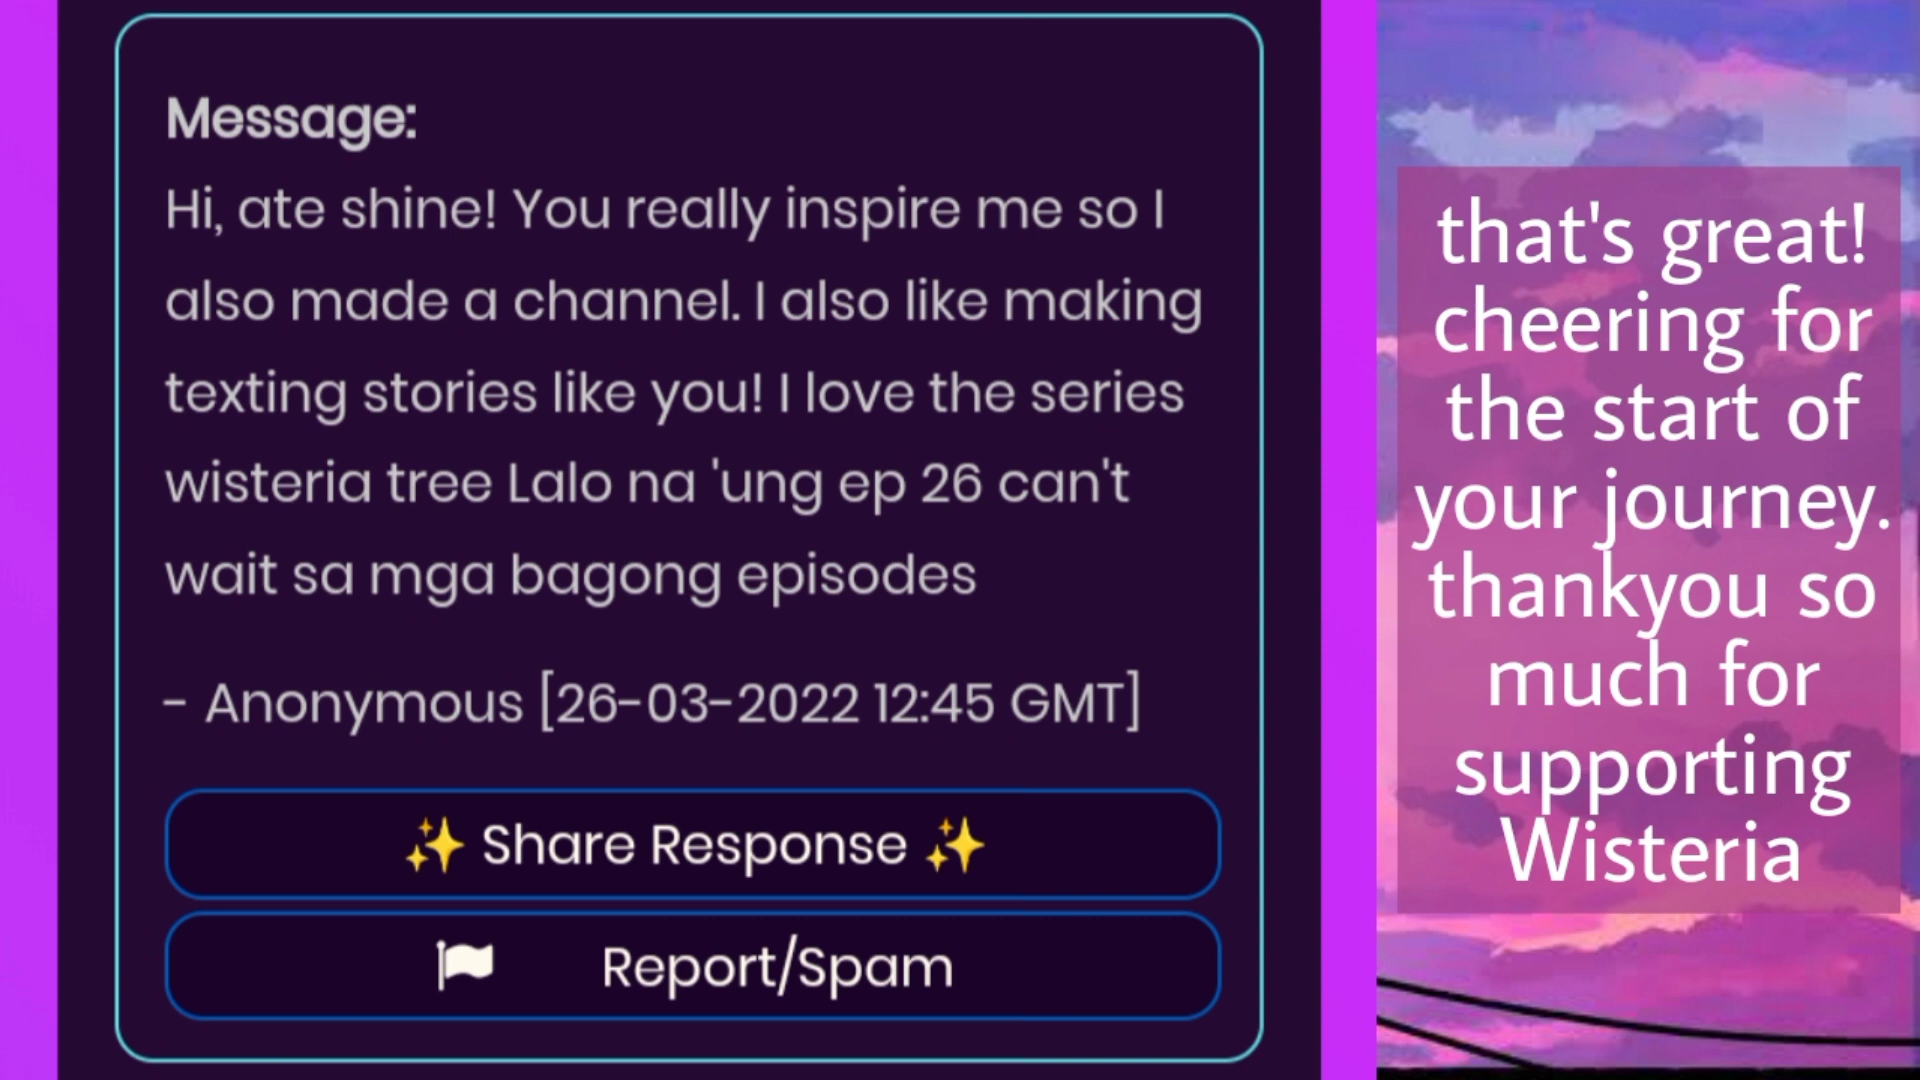 Message:
Hi, ate shine! You really inspire me so I
also made a channel. I also like making
texting stories like you! I love the series
wisteria tree Lalo na 'ung ep 26 can't
wait sa mga bagong episodes
- Anonymous [26-03-2022 12:45 GMT]
✨ Share Response ✨
Report/Spam
that's great!
cheering for
the start of
your journey.
thankyou so
much for
supporting
Wisteria